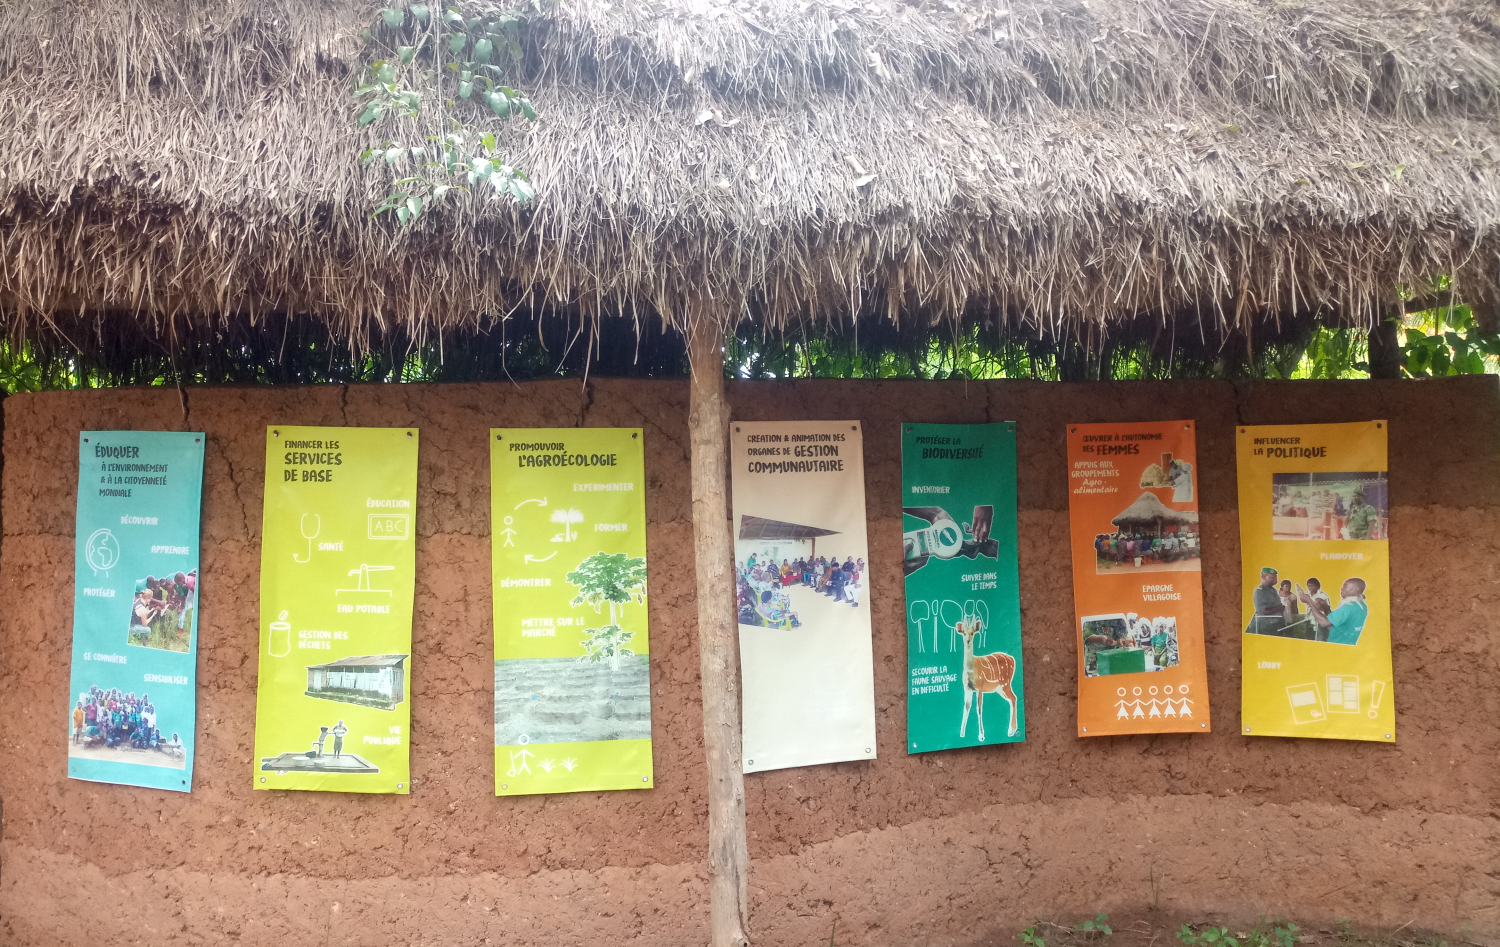 ÉDUQUER
À L'ENVIRONNEMENT
& À LA CITOYENNETÉ
MONDIALE
DÉCOUVRIR
APPRENDRE
PROTÉGER
SE CONNAÎTRE
SENSIBILISER
FINANCER LES
SERVICES
DE BASE
ÉDUCATION
ABC
SANTÉ
EAU POTABLE
GESTION DES
DÉCHETS
VIE
PUBLIQUE
PROMOUVOIR
L'AGROÉCOLOGIE
EXPERIMENTER
FORMER
DÉMONTRER
METTRE SUR LE
MARCHÉ
CREATION & ANIMATION DES
ORGANES DE GESTION
COMMUNAUTAIRE
PROTÉGER LA
BIODIVERSITÉ
INVENTORIER
SUIVRE DANS
LE TEMPS
SECOURIR LA
FAUNE SAUVAGE
EN DIFFICULTÉ
ŒUVRER À L'AUTONOMIE
DES FEMMES
APPUIS AUX
GROUPEMENTS
Agro-
alimentaire
EPARGNE
VILLAGOISE
INFLUENCER
LA POLITIQUE
PLAIDOYER
LOBBY